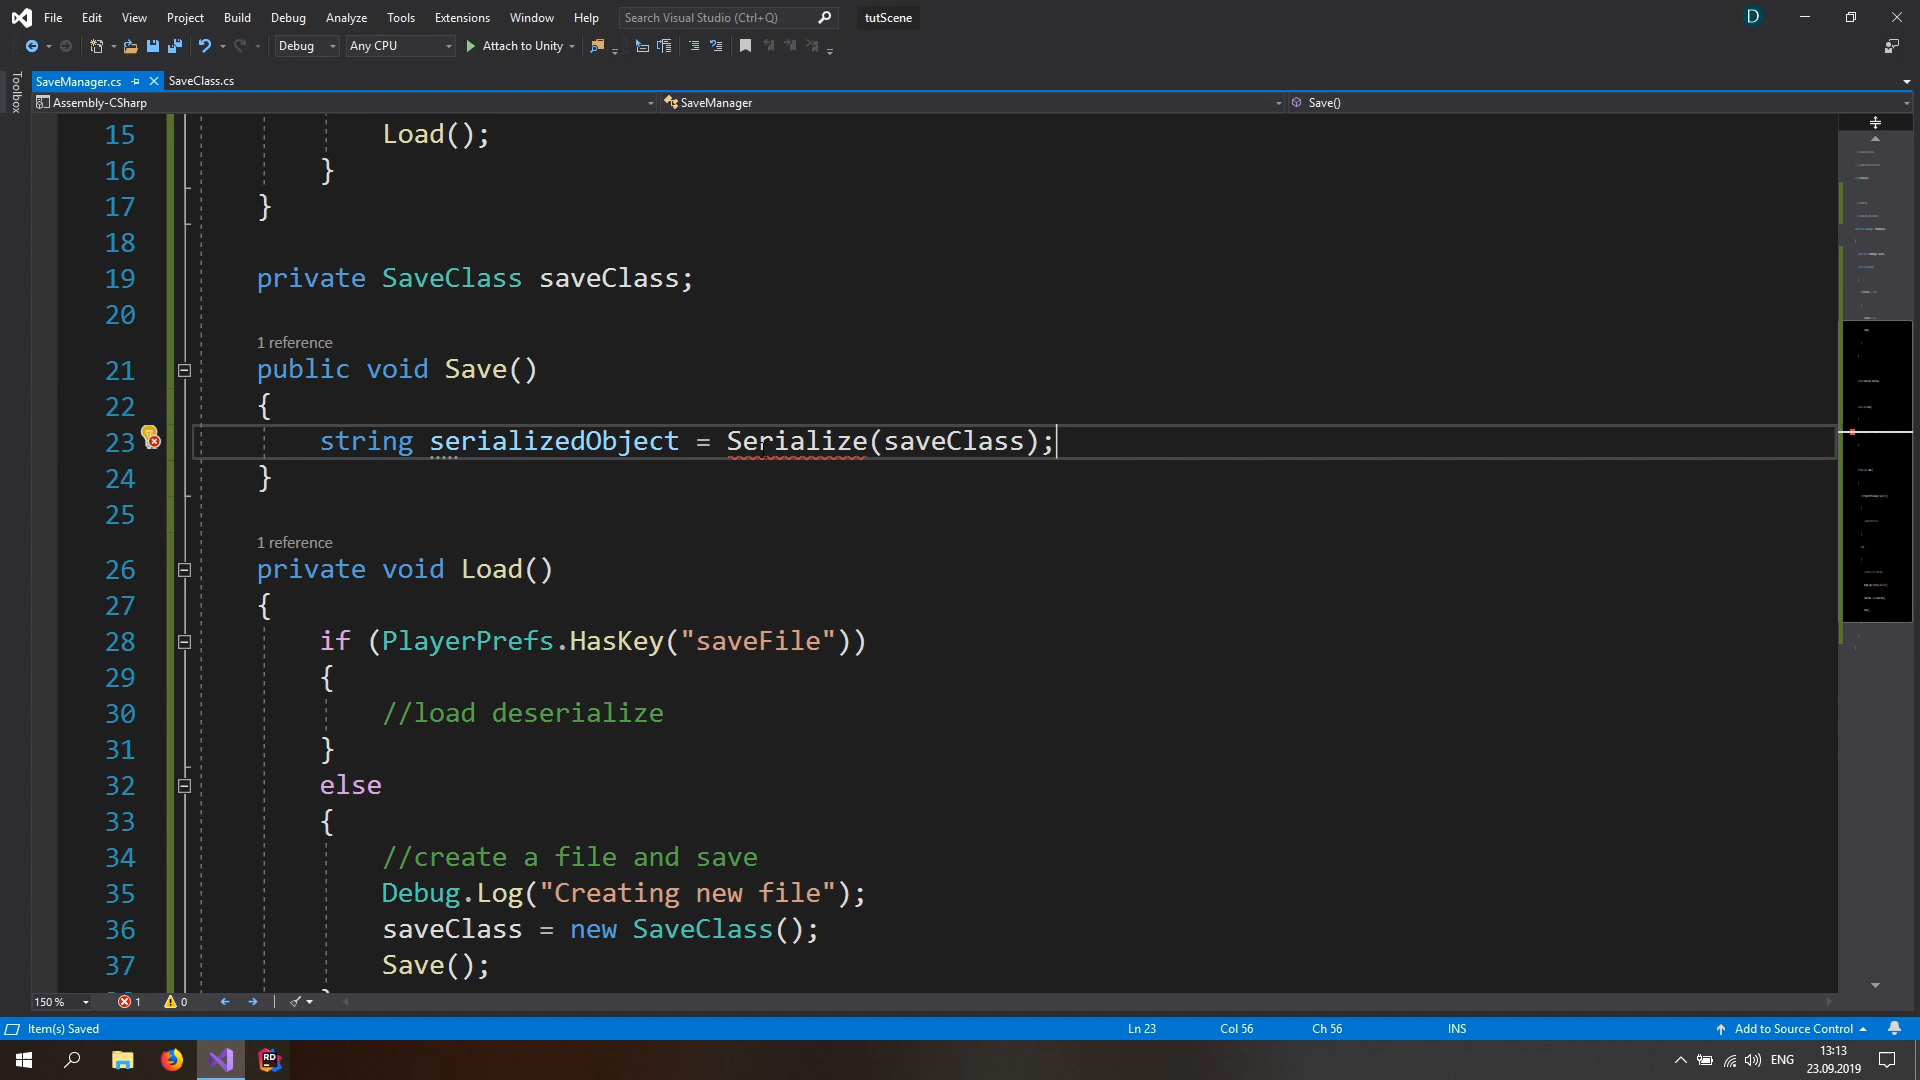 File Edit View Project Build Debug Analyze Tools Extensions Window Help Search Visual Studio (Ctrl+Q) tutScene D
Debug Any CPU Attach to Unity
Toolbox
SaveManager.cs SaveClass.cs
Assembly-CSharp SaveManager Save()
15 Load();
16 }
17 }
18
19 private SaveClass saveClass;
20
1 reference
21 public void Save()
22 {
23 string serializedObject = Serialize(saveClass);
24 }
25
1 reference
26 private void Load()
27 {
28 if (PlayerPrefs.HasKey("saveFile"))
29 {
30 //load deserialize
31 }
32 else
33 {
34 //create a file and save
35 Debug.Log("Creating new file");
36 saveClass = new SaveClass();
37 Save();
150 % 1 0
Item(s) Saved Ln 23 Col 56 Ch 56 INS Add to Source Control
RD ENG 13:13
23.09.2019